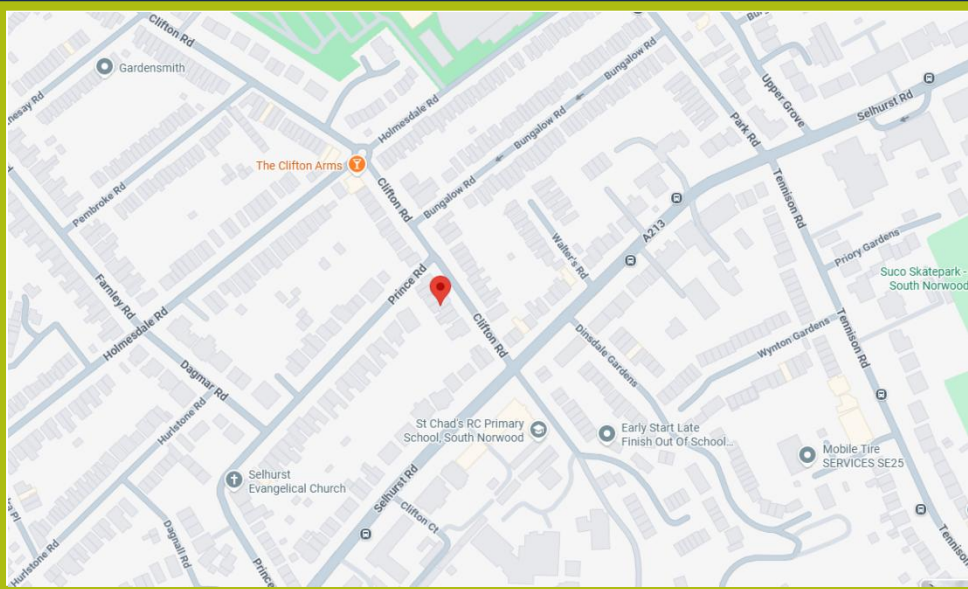 Clifton Rd
Gardensmith
Holmesdale Rd
Bungalow Rd
Bungalow Rd
Upper Grove
Selhurst Rd
Park Rd
The Clifton Arms
Clifton Rd
Bungalow Rd
Pembroke Rd
Tennison Rd
A213
Walter's Rd
Priory Gardens
Prince Rd
Suco Skatepark -
South Norwood
Farnley Rd
Holmesdale Rd
Clifton Rd
Tennison Rd
Wynton Gardens
Dinsdale Gardens
Dagmar Rd
Hurlstone Rd
St Chad's RC Primary
School, South Norwood
Early Start Late
Finish Out Of School...
Mobile Tire
SERVICES SE25
Selhurst
Evangelical Church
Selhurst Rd
Clifton Ct
Dagnall Rd
Hurlstone Rd
Prince
Tennison